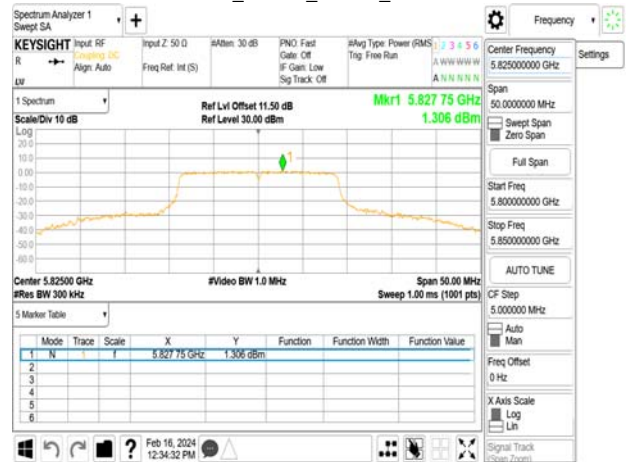 Spectrum Analyzer 1
Swept SA
Frequency
KEYSIGHT
Input: RF
Coupling: DC
Align: Auto
Input Z: 50 Ω
Freq Ref: Int (S)
#Atten: 30 dB
PNO: Fast
Gate: Off
IF Gain: Low
Sig Track: Off
#Avg Type: Power (RMS
Trig: Free Run
1 2 3 4 5 6
A W W W W W
A N N N N N
R
Settings
Center Frequency
5.825000000 GHz
Span
50.0000000 MHz
Swept Span
Zero Span
Full Span
Start Freq
5.800000000 GHz
Stop Freq
5.850000000 GHz
AUTO TUNE
CF Step
5.000000 MHz
Auto
Man
Freq Offset
0 Hz
X Axis Scale
Log
Lin
Signal Track
(Span Zoom)
1 Spectrum
Scale/Div 10 dB
Ref Lvl Offset 11.50 dB
Ref Level 30.00 dBm
Mkr1 5.827 75 GHz
1.306 dBm
Log
20.0
10.0
0.00
-10.0
-20.0
-30.0
-40.0
-50.0
-60.0
1
Center 5.82500 GHz
#Res BW 300 kHz
#Video BW 1.0 MHz
Span 50.00 MHz
Sweep 1.00 ms (1001 pts)
5 Marker Table
Mode Trace Scale X Y Function Function Width Function Value
1 N 1 f 5.827 75 GHz 1.306 dBm
2
3
4
5
6
Feb 16, 2024
12:34:32 PM